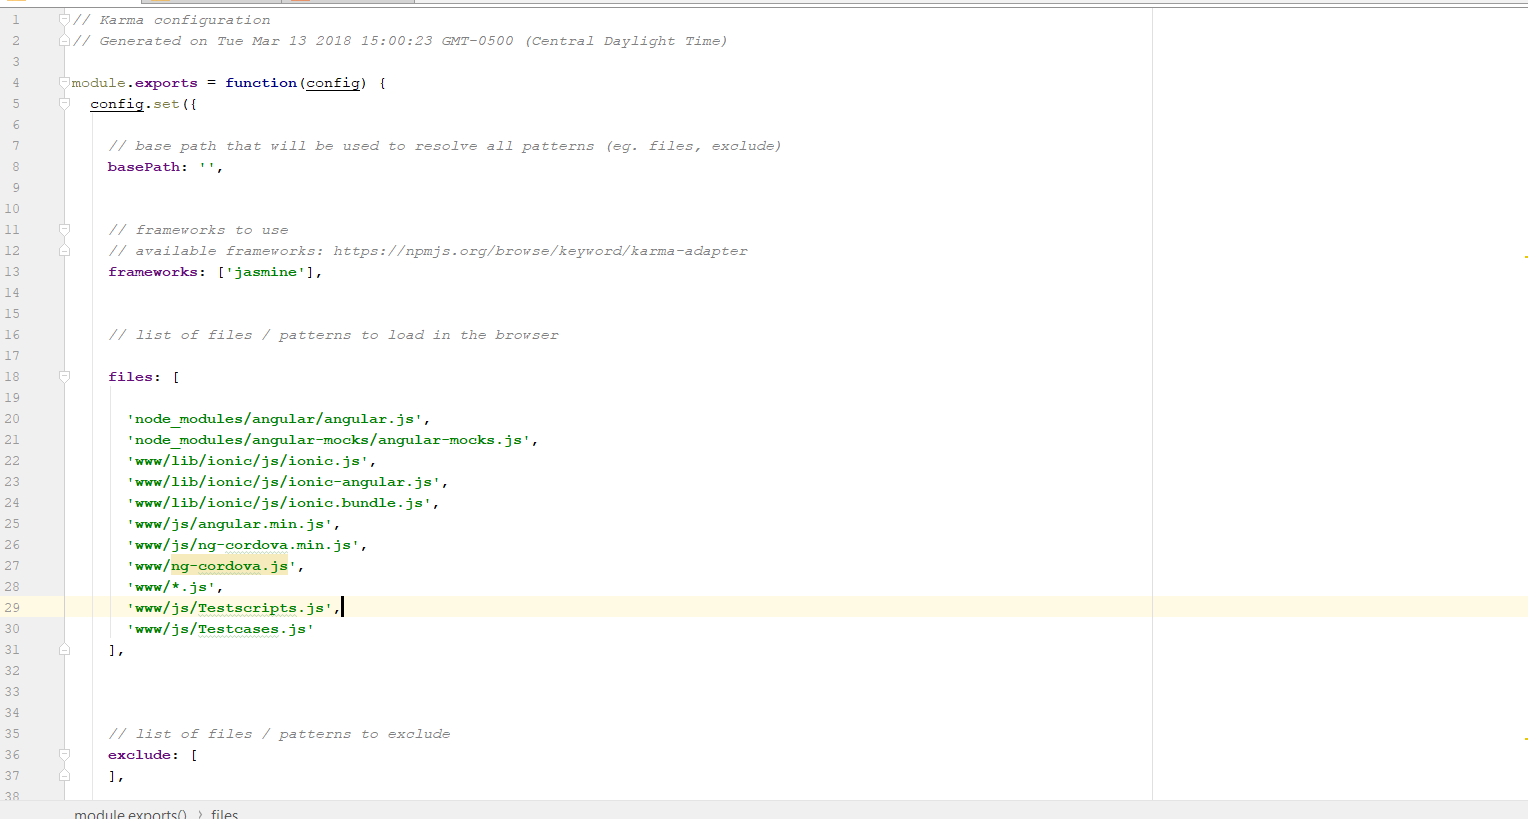 1 // Karma configuration
2 // Generated on Tue Mar 13 2018 15:00:23 GMT-0500 (Central Daylight Time)
3
4 module.exports = function(config) {
5   config.set({
6
7     // base path that will be used to resolve all patterns (eg. files, exclude)
8     basePath: '',
9
10
11     // frameworks to use
12     // available frameworks: https://npmjs.org/browse/keyword/karma-adapter
13     frameworks: ['jasmine'],
14
15
16     // list of files / patterns to load in the browser
17
18     files: [
19
20       'node_modules/angular/angular.js',
21       'node_modules/angular-mocks/angular-mocks.js',
22       'www/lib/ionic/js/ionic.js',
23       'www/lib/ionic/js/ionic-angular.js',
24       'www/lib/ionic/js/ionic.bundle.js',
25       'www/js/angular.min.js',
26       'www/js/ng-cordova.min.js',
27       'www/ng-cordova.js',
28       'www/*.js',
29       'www/js/Testscripts.js',
30       'www/js/Testcases.js'
31     ],
32
33
34
35     // list of files / patterns to exclude
36     exclude: [
37     ],
38
module.exports() › files